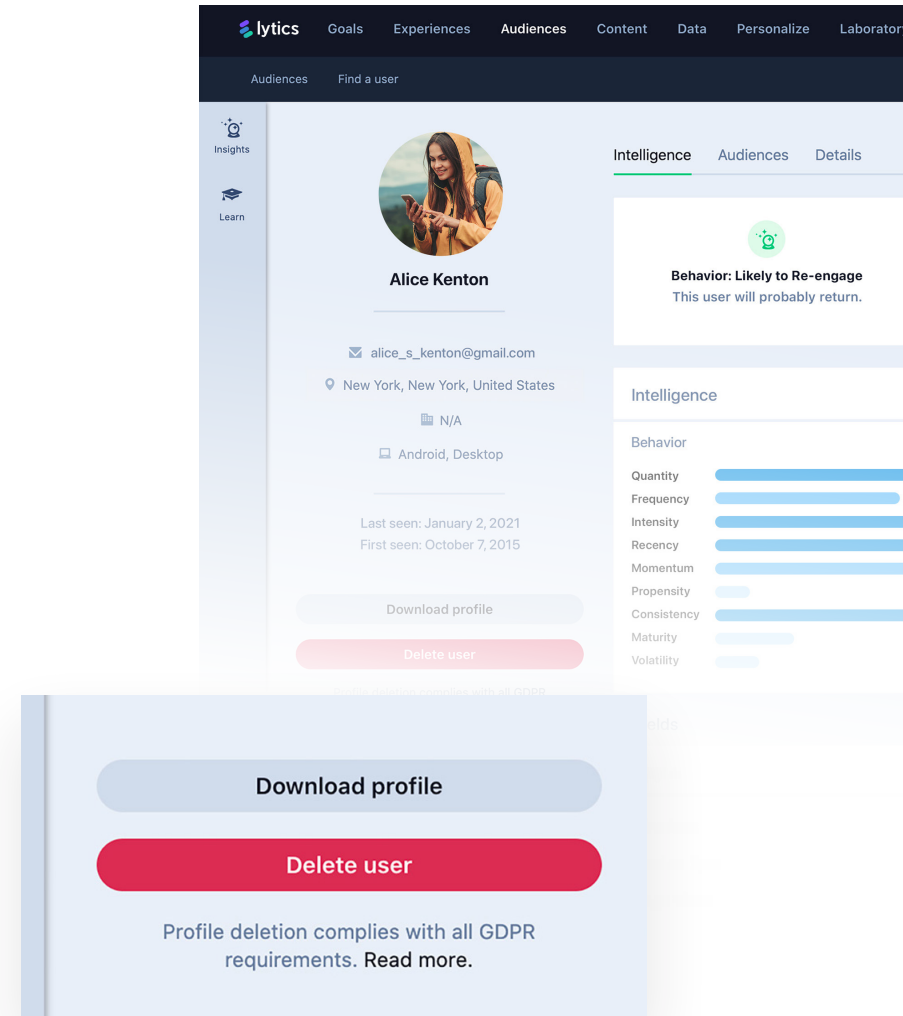 lytics Goals Experiences Audiences Content Data Personalize Laborator
Audiences Find a user
Insights
Learn
Alice Kenton
alice_s_kenton@gmail.com
New York, New York, United States
N/A
Android, Desktop
Last seen: January 2, 2021
First seen: October 7, 2015
Download profile
Delete user
Intelligence Audiences Details
Behavior: Likely to Re-engage
This user will probably return.
Intelligence
Behavior
Quantity
Frequency
Intensity
Recency
Momentum
Propensity
Consistency
Maturity
Volatility
Download profile
Delete user
Profile deletion complies with all GDPR
requirements. Read more.